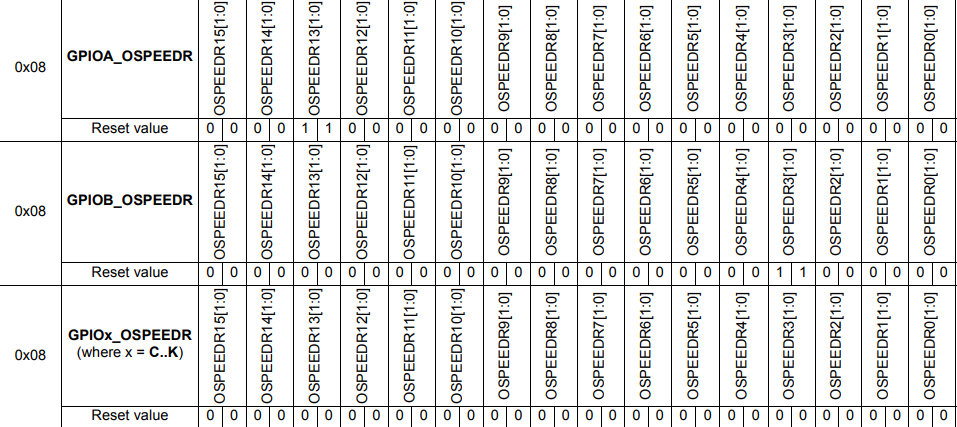 0x08
GPIOA_OSPEEDR
OSPEEDR15[1:0]
OSPEEDR14[1:0]
OSPEEDR13[1:0]
OSPEEDR12[1:0]
OSPEEDR11[1:0]
OSPEEDR10[1:0]
OSPEEDR9[1:0]
OSPEEDR8[1:0]
OSPEEDR7[1:0]
OSPEEDR6[1:0]
OSPEEDR5[1:0]
OSPEEDR4[1:0]
OSPEEDR3[1:0]
OSPEEDR2[1:0]
OSPEEDR1[1:0]
OSPEEDR0[1:0]
Reset value 0 0 0 0 1 1 0 0 0 0 0 0 0 0 0 0 0 0 0 0 0 0 0 0 0 0 0 0 0 0 0 0
0x08
GPIOB_OSPEEDR
OSPEEDR15[1:0]
OSPEEDR14[1:0]
OSPEEDR13[1:0]
OSPEEDR12[1:0]
OSPEEDR11[1:0]
OSPEEDR10[1:0]
OSPEEDR9[1:0]
OSPEEDR8[1:0]
OSPEEDR7[1:0]
OSPEEDR6[1:0]
OSPEEDR5[1:0]
OSPEEDR4[1:0]
OSPEEDR3[1:0]
OSPEEDR2[1:0]
OSPEEDR1[1:0]
OSPEEDR0[1:0]
Reset value 0 0 0 0 0 0 0 0 0 0 0 0 0 0 0 0 0 0 0 0 0 0 0 0 1 1 0 0 0 0 0 0
0x08
GPIOx_OSPEEDR
(where x = C..K)
OSPEEDR15[1:0]
OSPEEDR14[1:0]
OSPEEDR13[1:0]
OSPEEDR12[1:0]
OSPEEDR11[1:0]
OSPEEDR10[1:0]
OSPEEDR9[1:0]
OSPEEDR8[1:0]
OSPEEDR7[1:0]
OSPEEDR6[1:0]
OSPEEDR5[1:0]
OSPEEDR4[1:0]
OSPEEDR3[1:0]
OSPEEDR2[1:0]
OSPEEDR1[1:0]
OSPEEDR0[1:0]
Reset value 0 0 0 0 0 0 0 0 0 0 0 0 0 0 0 0 0 0 0 0 0 0 0 0 0 0 0 0 0 0 0 0